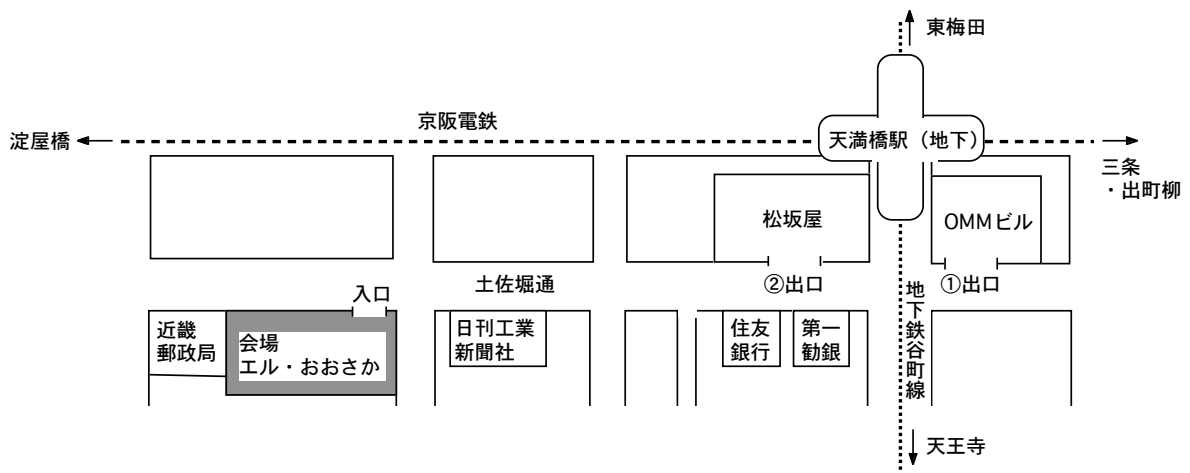 東梅田
京阪電鉄
淀屋橋
天満橋駅（地下）
三条
・出町柳
松坂屋
OMMビル
②出口
①出口
土佐堀通
地下鉄谷町線
入口
近畿
郵政局
会場
エル・おおさか
日刊工業
新聞社
住友
銀行
第一
勧銀
天王寺